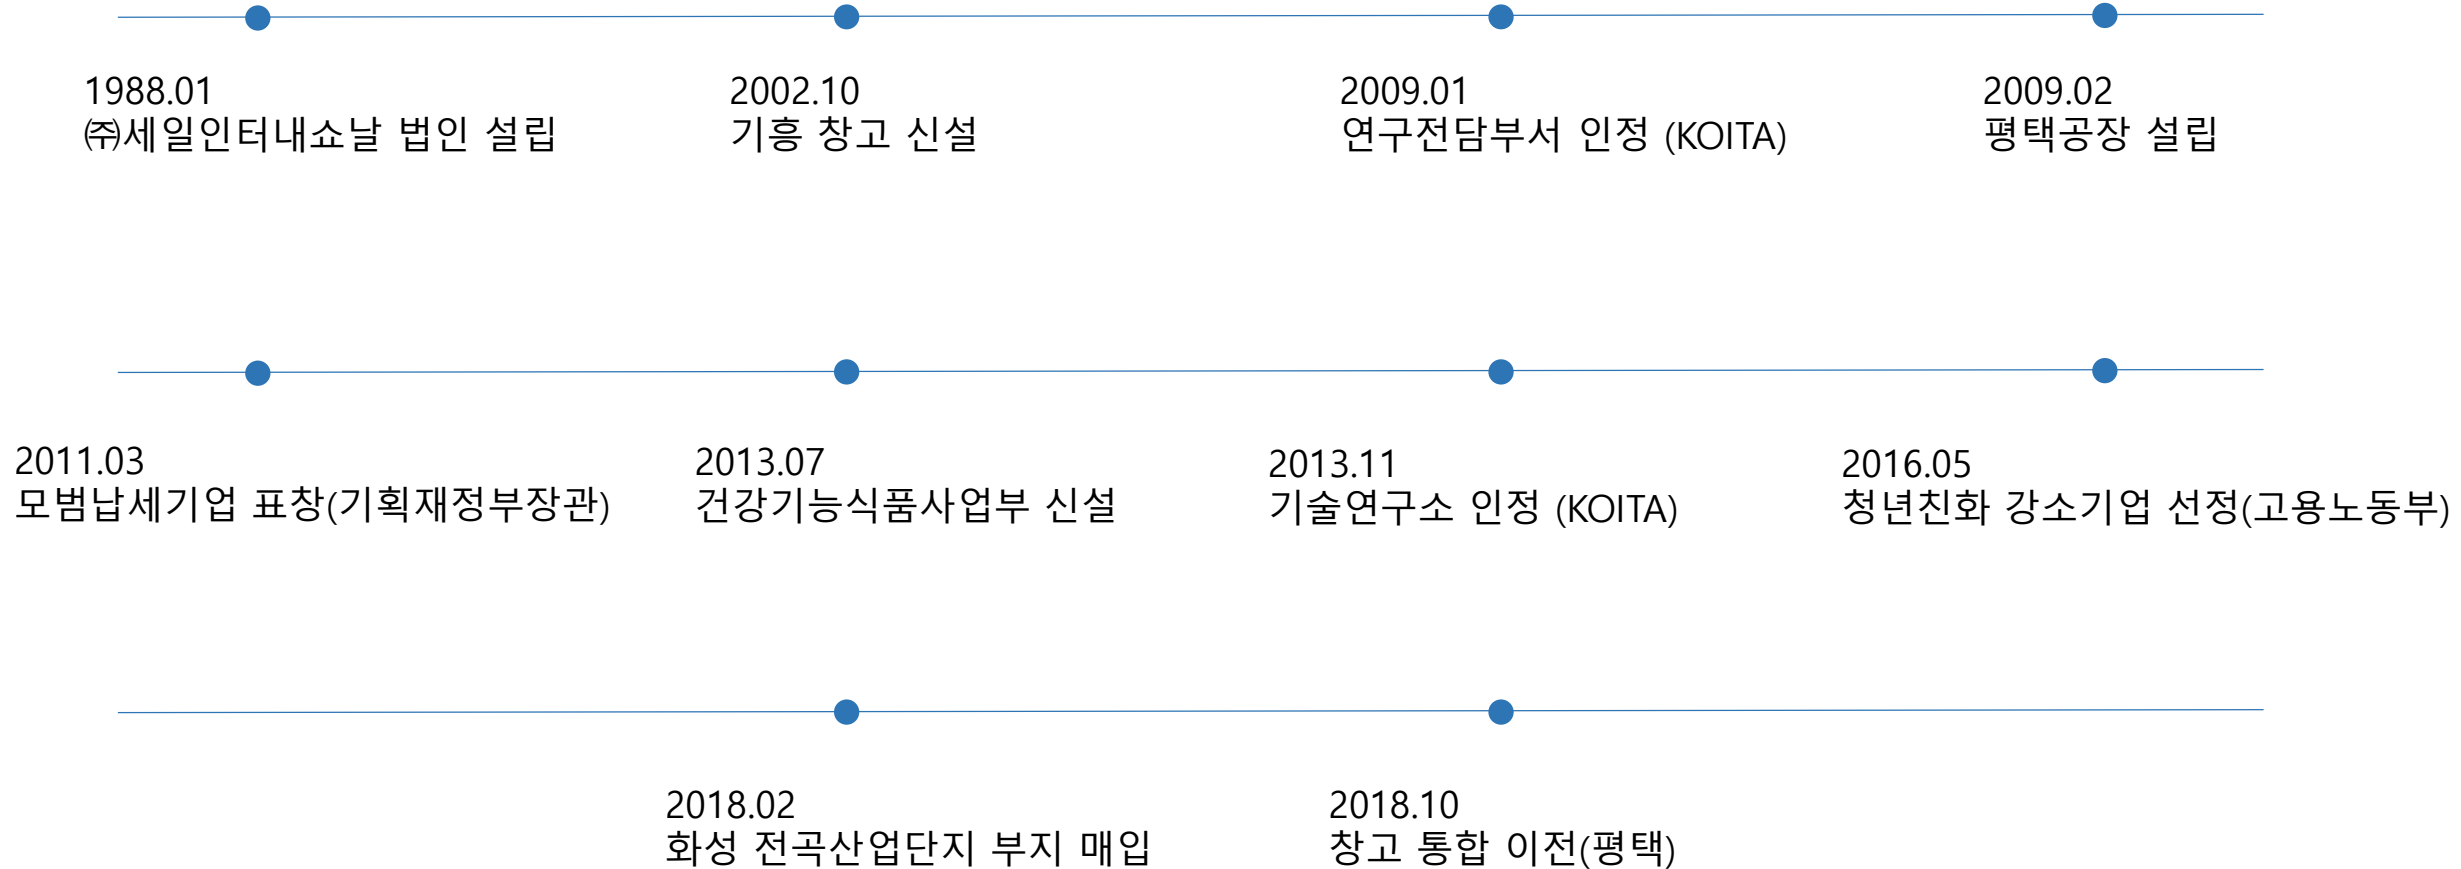 1988.01
㈜세일인터내쇼날 법인 설립
2002.10
기흥 창고 신설
2009.01
연구전담부서 인정 (KOITA)
2009.02
평택공장 설립
2011.03
모범납세기업 표창(기획재정부장관)
2013.07
건강기능식품사업부 신설
2013.11
기술연구소 인정 (KOITA)
2016.05
청년친화 강소기업 선정(고용노동부)
2018.02
화성 전곡산업단지 부지 매입
2018.10
창고 통합 이전(평택)